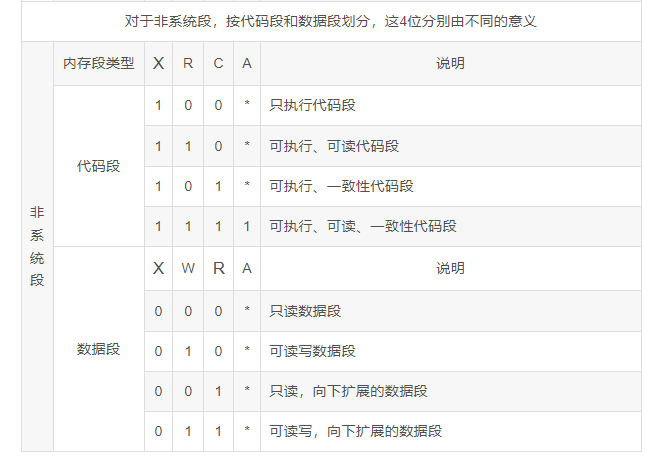 对于非系统段，按代码段和数据段划分，这4位分别由不同的意义
内存段类型 X R C A 说明
1 0 0 * 只执行代码段
1 1 0 * 可执行、可读代码段
代码段
1 0 1 * 可执行、一致性代码段
1 1 1 1 可执行、可读、一致性代码段
非系统段
X W R A 说明
0 0 0 * 只读数据段
0 1 0 * 可读写数据段
数据段
0 0 1 * 只读，向下扩展的数据段
0 1 1 * 可读写，向下扩展的数据段